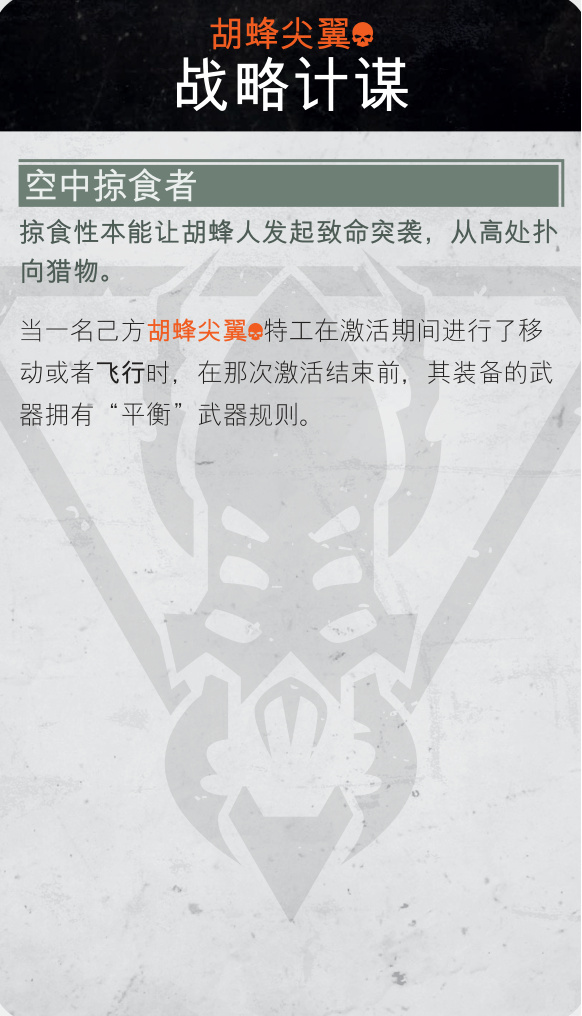 胡蜂尖翼
战略计谋
空中掠食者
掠食性本能让胡蜂人发起致命突袭，从高处扑
向猎物。
当一名己方胡蜂尖翼特工在激活期间进行了移
动或者飞行时，在那次激活结束前，其装备的武
器拥有“平衡”武器规则。